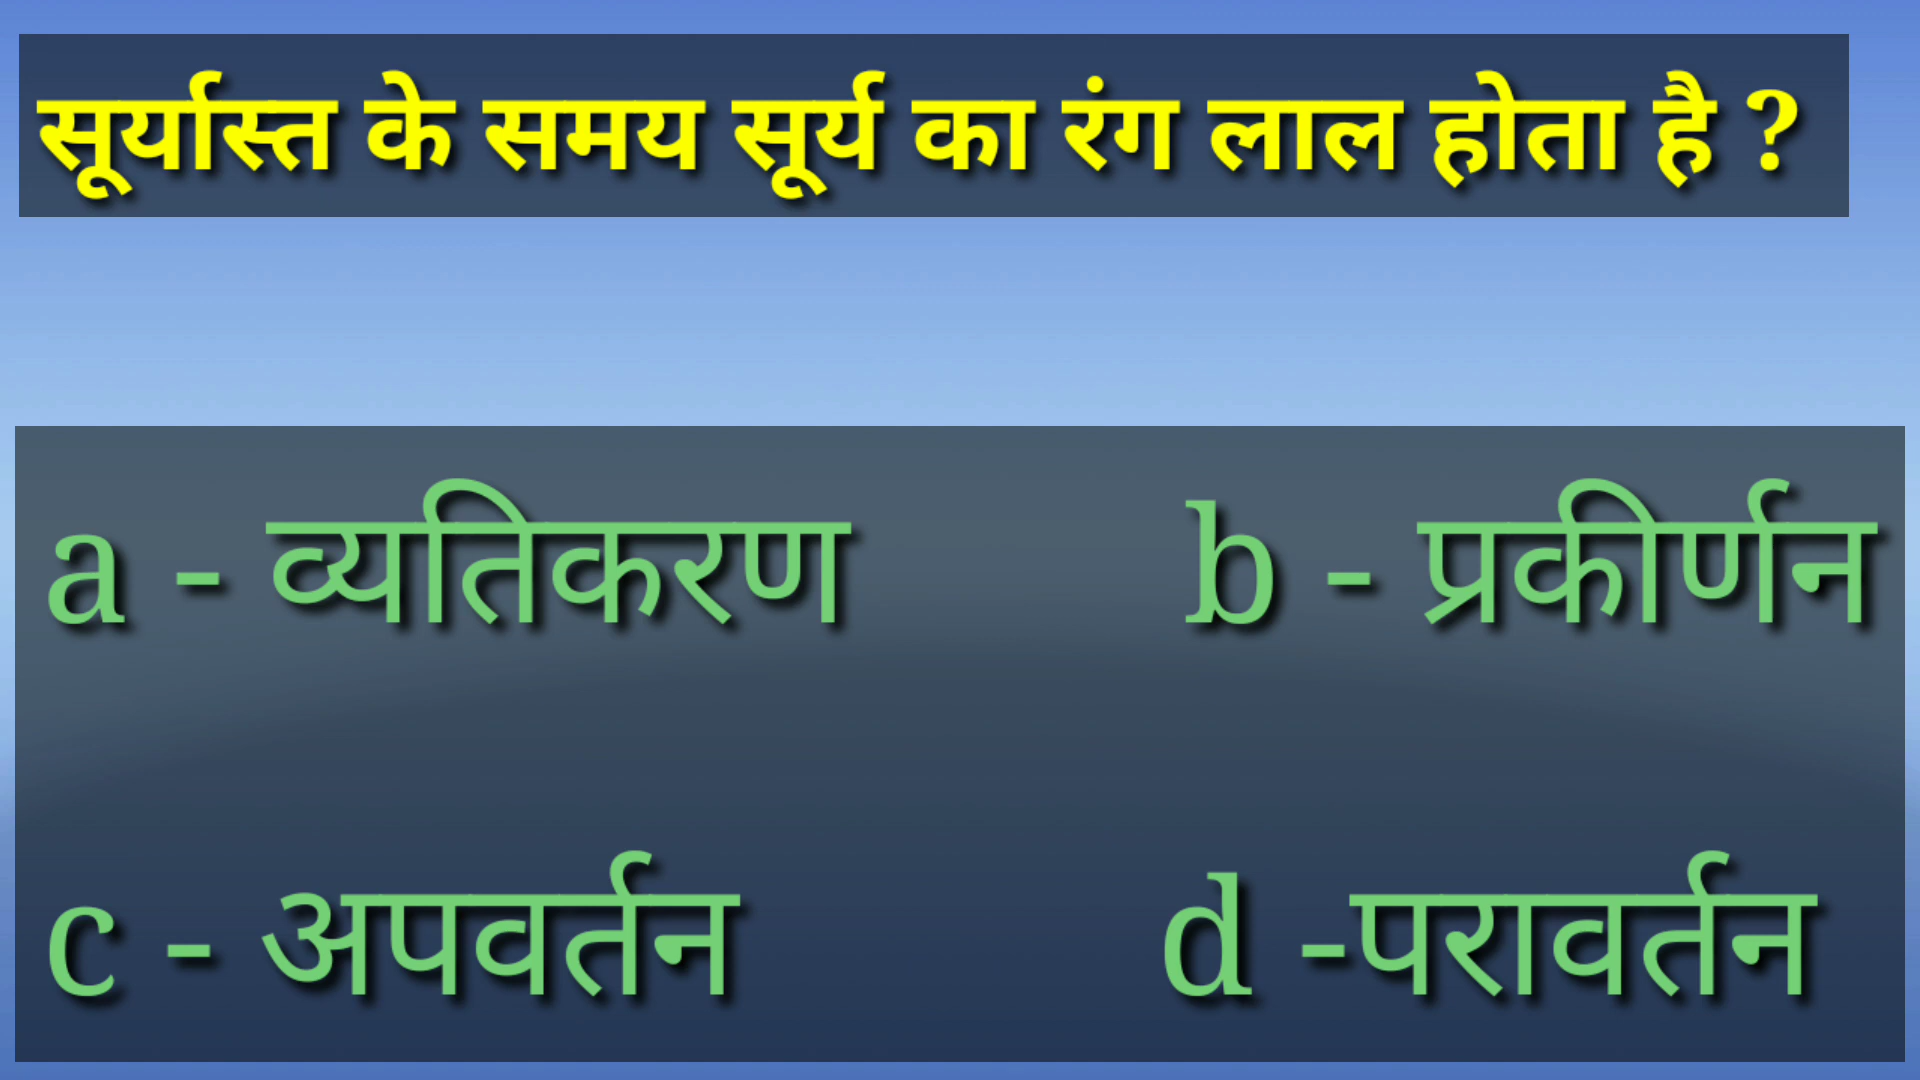 सूर्यास्त के समय सूर्य का रंग लाल होता है ?
a - व्यतिकरण b - प्रकीर्णन
c - अपवर्तन d -परावर्तन